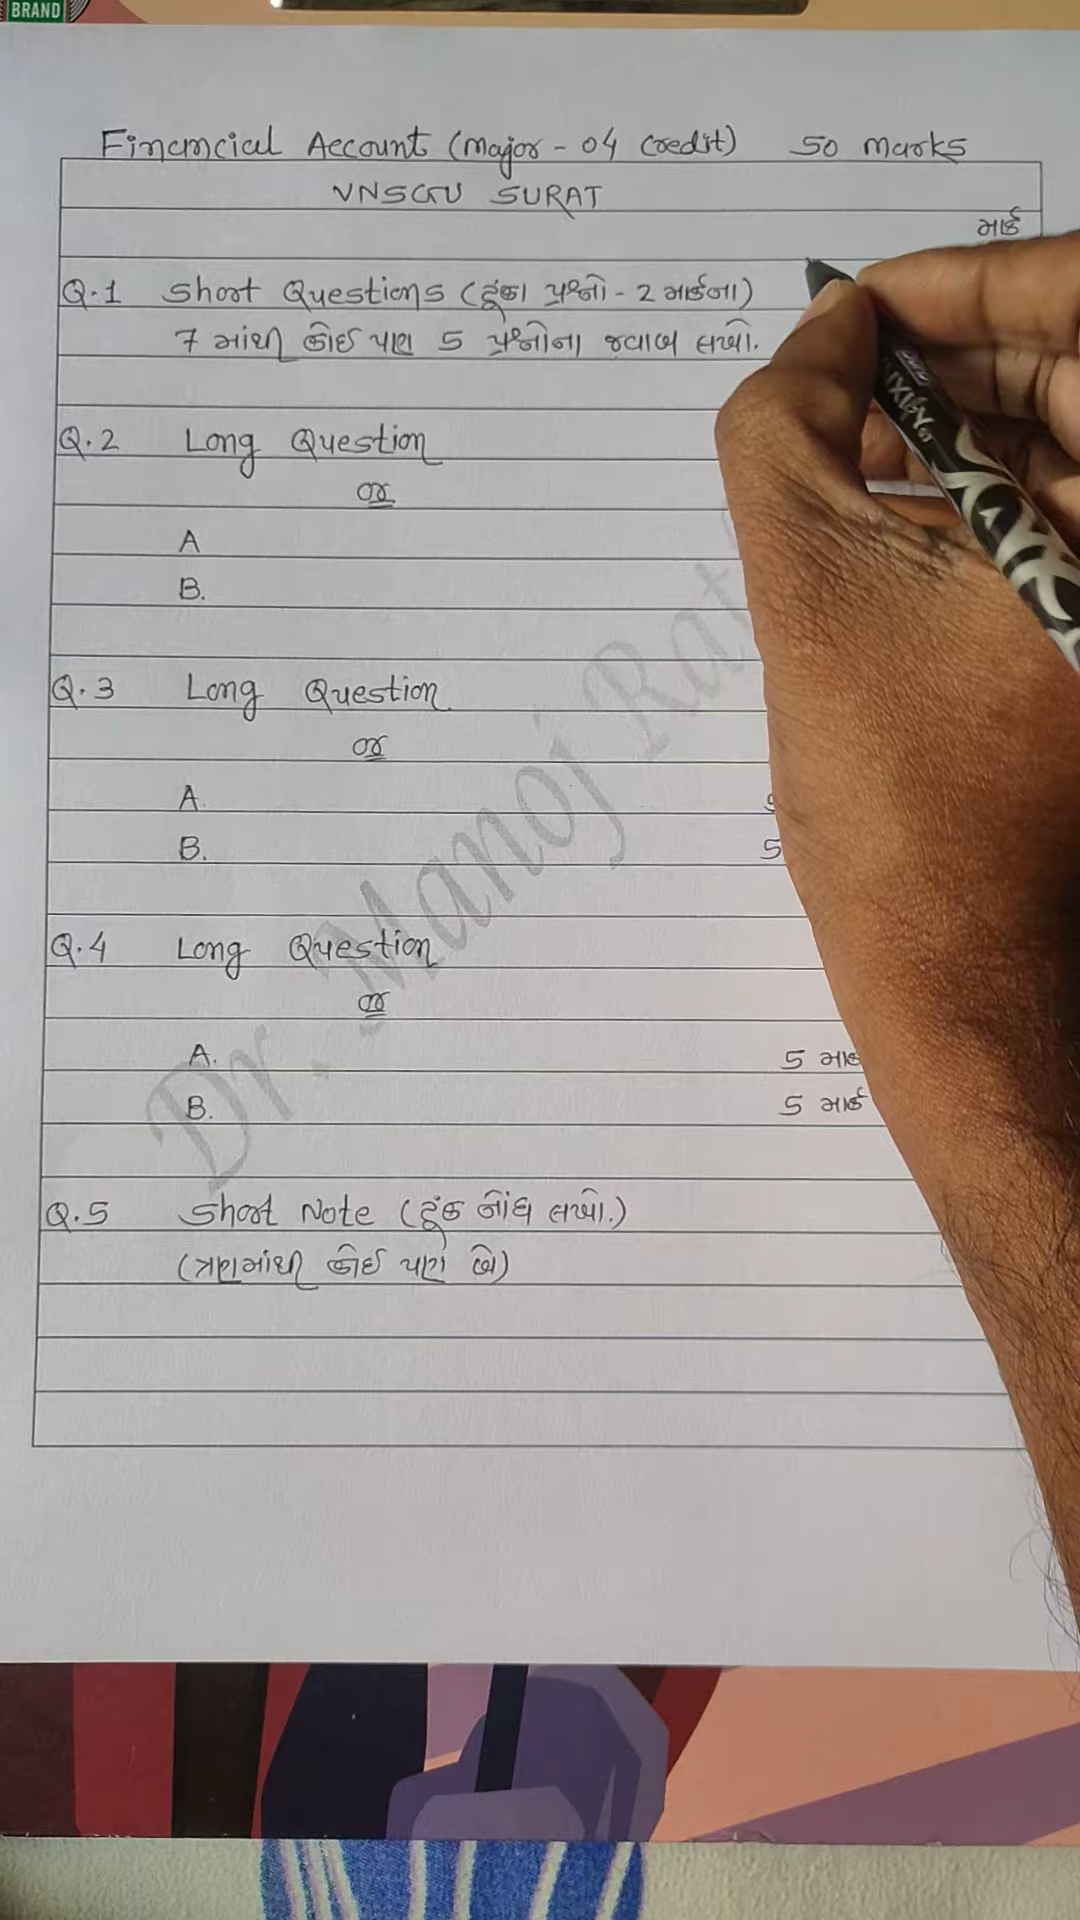 BRAND
Financial Account (Major - 04 Credit) 50 Marks
VNSGU SURAT
માર્ક
Q.1 Short Questions (ટૂંકા પ્રશ્નો - 2 માર્કના)
7 માંથી કોઈ પણ 5 પ્રશ્નોના જવાબ લખો.
Q.2 Long Question
OR
A
B.
Q.3 Long Question
OR
A.
B. 5
Q.4 Long Question
OR
A. 5
B. 5 માર્ક
Q.5 Short Note (ટૂંક નોંધ લખો.)
(ત્રણમાંથી કોઈ પણ બે)
Dr. Manoj